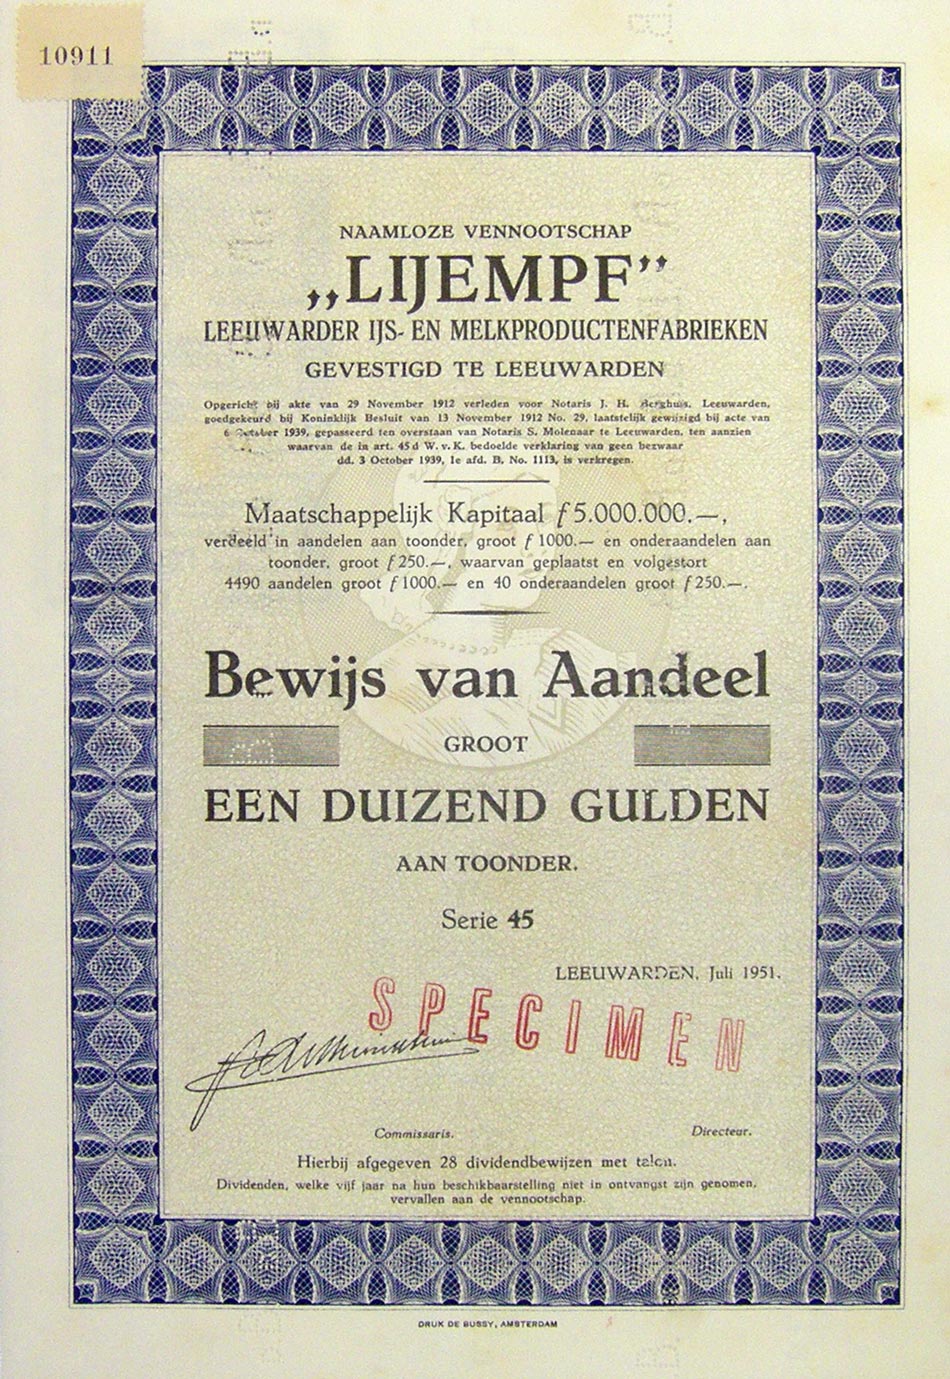 10911
NAAMLOZE VENNOOTSCHAP
„LIJEMPF”
LEEUWARDER IJS- EN MELKPRODUCTENFABRIEKEN
GEVESTIGD TE LEEUWARDEN
Opgericht bij akte van 29 November 1912 verleden voor Notaris J. H. Berghuis, Leeuwarden,
goedgekeurd bij Koninklijk Besluit van 13 November 1912 No. 29, laatstelijk gewijzigd bij acte van
6 October 1939, gepasseerd ten overstaan van Notaris S. Molenaar te Leeuwarden, ten aanzien
waarvan de in art. 45 d W. v. K. bedoelde verklaring van geen bezwaar
dd. 3 October 1939, 1e afd. B, No. 1113, is verkregen.
Maatschappelijk Kapitaal ƒ 5.000.000.—,
verdeeld in aandelen aan toonder, groot ƒ 1000.— en onderaandelen aan
toonder, groot ƒ 250.—, waarvan geplaatst en volgestort
4490 aandelen groot ƒ 1000.— en 40 onderaandelen groot ƒ 250.—.
Bewijs van Aandeel
GROOT
EEN DUIZEND GULDEN
AAN TOONDER.
Serie 45
LEEUWARDEN, Juli 1951.
SPECIMEN
Commissaris. Directeur.
Hierbij afgegeven 28 dividendbewijzen met talon.
Dividenden, welke vijf jaar na hun beschikbaarstelling niet in ontvangst zijn genomen,
vervallen aan de vennootschap.
DRUK DE BUSSY, AMSTERDAM